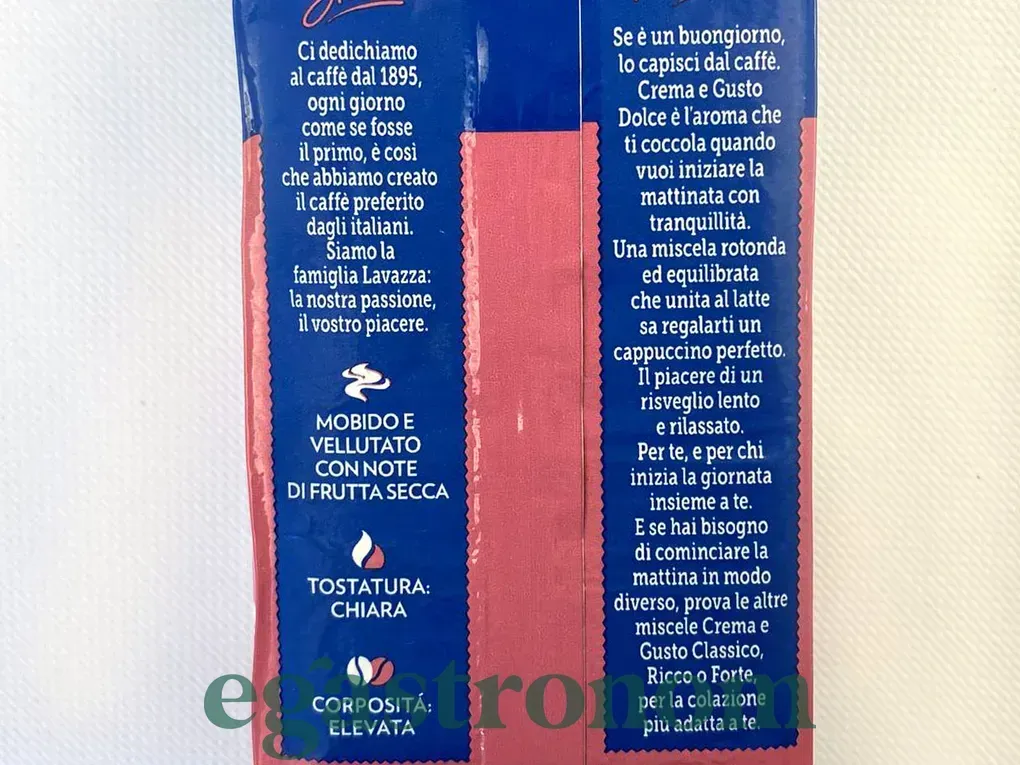 Ci dedichiamo
al caffè dal 1895,
ogni giorno
come se fosse
il primo, è così
che abbiamo creato
il caffè preferito
dagli italiani.
Siamo la
famiglia Lavazza:
la nostra passione,
il vostro piacere.
MOBIDO E
VELLUTATO
CON NOTE
DI FRUTTA SECCA
TOSTATURA:
CHIARA
CORPOSITÁ:
ELEVATA
Se è un buongiorno,
lo capisci dal caffè.
Crema e Gusto
Dolce è l'aroma che
ti coccola quando
vuoi iniziare la
mattinata con
tranquillità.
Una miscela rotonda
ed equilibrata
che unita al latte
sa regalarti un
cappuccino perfetto.
Il piacere di un
risveglio lento
e rilassato.
Per te, e per chi
inizia la giornata
insieme a te.
E se hai bisogno
di cominciare la
mattina in modo
diverso, prova le altre
miscele Crema e
Gusto Classico,
Ricco o Forte,
per la colazione
più adatta a te.